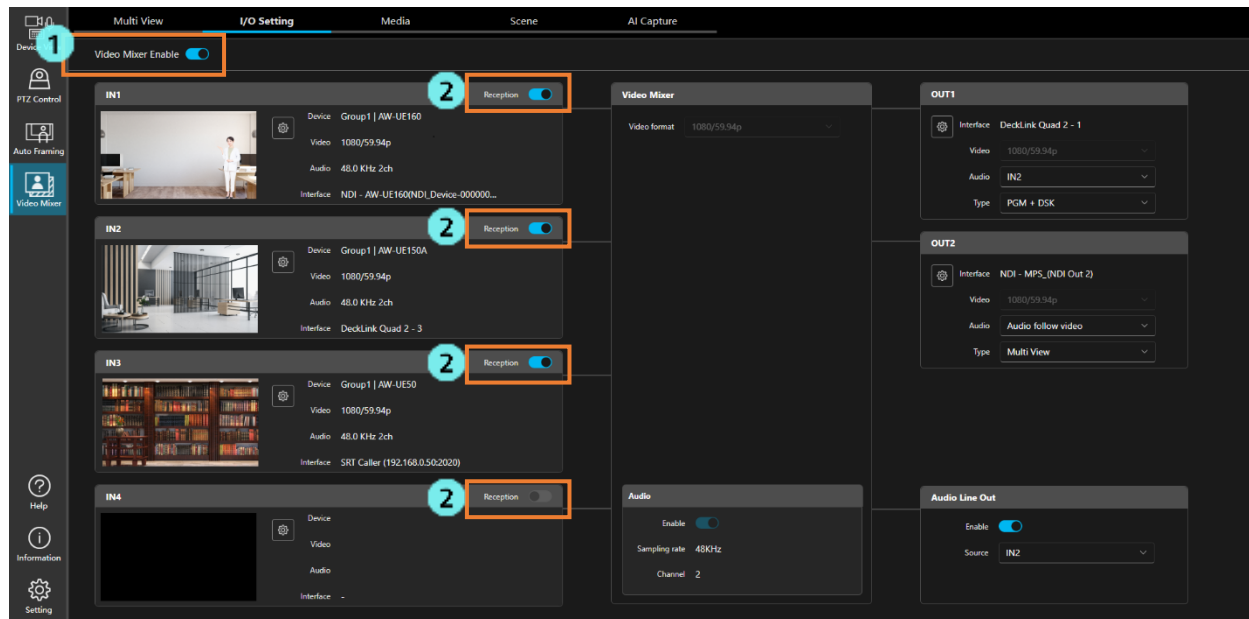 Multi View
I/O Setting
Media
Scene
AI Capture
1
Video Mixer Enable
PTZ Control
Auto Framing
Video Mixer
Help
Information
Setting
IN1
2
Reception
Device Group1 | AW-UE160
Video 1080/59.94p
Audio 48.0 KHz 2ch
Interface NDI - AW-UE160(NDI_Device-000000...
IN2
2
Reception
Device Group1 | AW-UE150A
Video 1080/59.94p
Audio 48.0 KHz 2ch
Interface DeckLink Quad 2 - 3
IN3
2
Reception
Device Group1 | AW-UE50
Video 1080/59.94p
Audio 48.0 KHz 2ch
Interface SRT Caller (192.168.0.50:2020)
IN4
2
Reception
Device
Video
Audio
Interface -
Video Mixer
Video format 1080/59.94p
Audio
Enable
Sampling rate 48KHz
Channel 2
OUT1
Interface DeckLink Quad 2 - 1
Video 1080/59.94p
Audio IN2
Type PGM + DSK
OUT2
Interface NDI - MPS_(NDI Out 2)
Video 1080/59.94p
Audio Audio follow video
Type Multi View
Audio Line Out
Enable
Source IN2